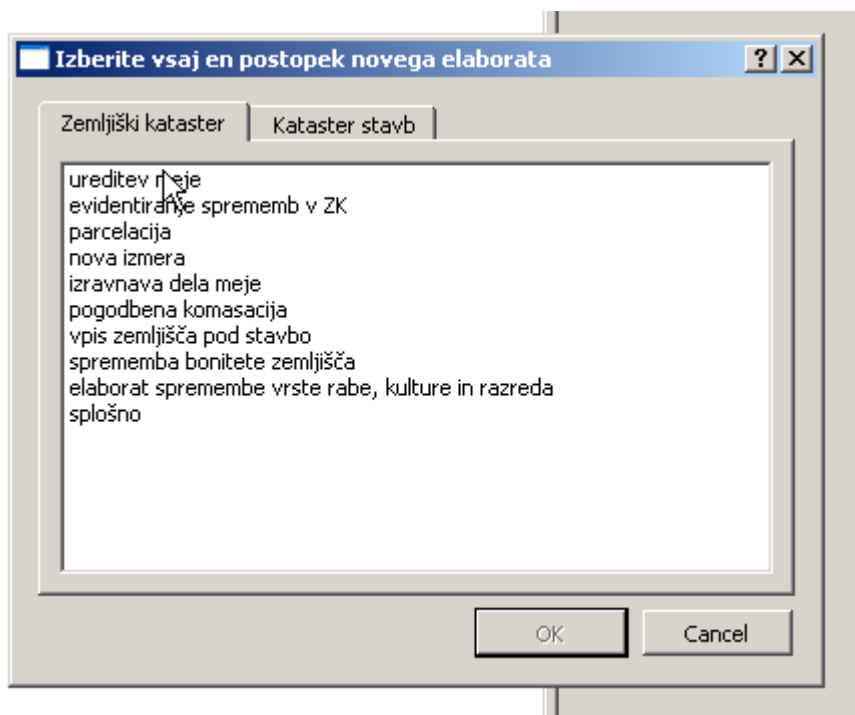 Izberite vsaj en postopek novega elaborata
Zemljiški kataster
Kataster stavb
ureditev meje
evidentiranje sprememb v ZK
parcelacija
nova izmera
izravnava dela meje
pogodbena komasacija
vpis zemljišča pod stavbo
sprememba bonitete zemljišča
elaborat spremembe vrste rabe, kulture in razreda
splošno
OK
Cancel